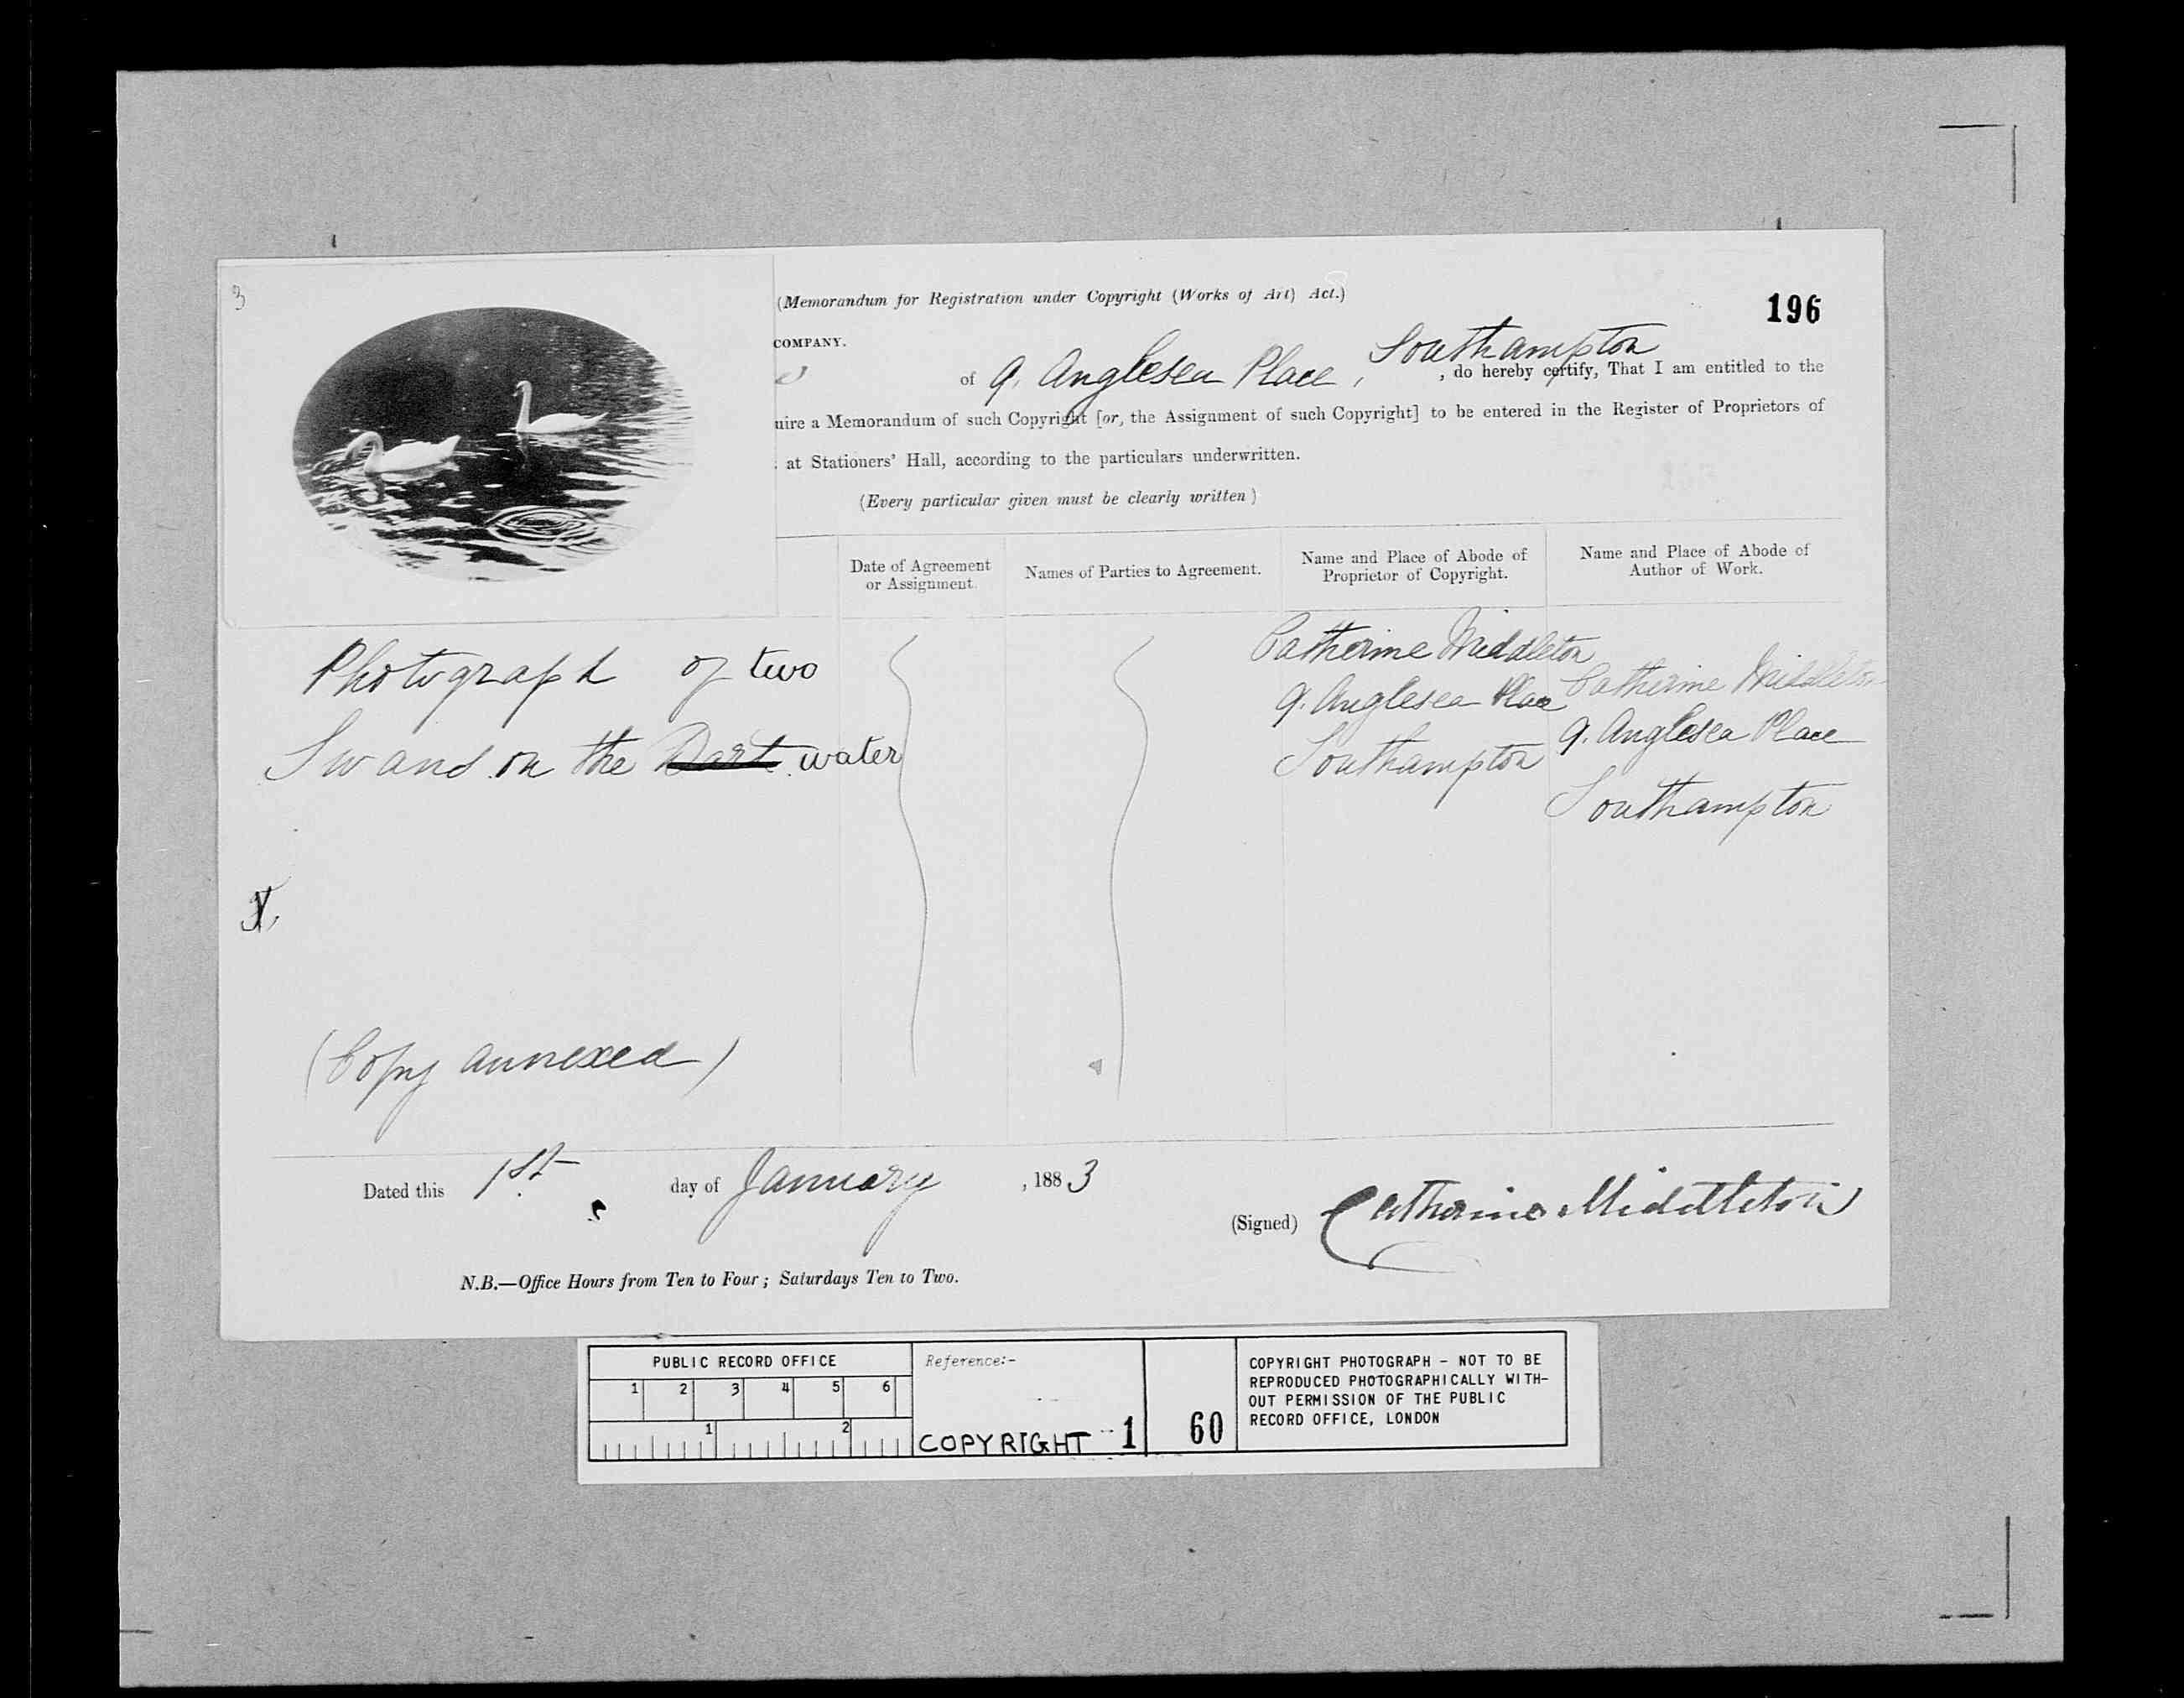 3
(Memorandum for Registration under Copyright (Works of Art) Act.)
196
COMPANY.
of 9. Anglesea Place, Southampton, do hereby certify, That I am entitled to the
uire a Memorandum of such Copyright [or, the Assignment of such Copyright] to be entered in the Register of Proprietors of
at Stationers' Hall, according to the particulars underwritten.
(Every particular given must be clearly written)
Date of Agreement
or Assignment.
Names of Parties to Agreement.
Name and Place of Abode of
Proprietor of Copyright.
Name and Place of Abode of
Author of Work.
Photograph of two
Swans on the Dart water
(Copy annexed)
Catherine Middleton
9. Anglesea Place
Southampton
Catherine Middleton
9. Anglesea Place
Southampton
Dated this 1st day of January, 1883
(Signed) Catherine Middleton
N.B.—Office Hours from Ten to Four; Saturdays Ten to Two.
PUBLIC RECORD OFFICE
1 2 3 4 5 6
1 2
Reference:-
COPYRIGHT - 1
60
COPYRIGHT PHOTOGRAPH - NOT TO BE
REPRODUCED PHOTOGRAPHICALLY WITH-
OUT PERMISSION OF THE PUBLIC
RECORD OFFICE, LONDON